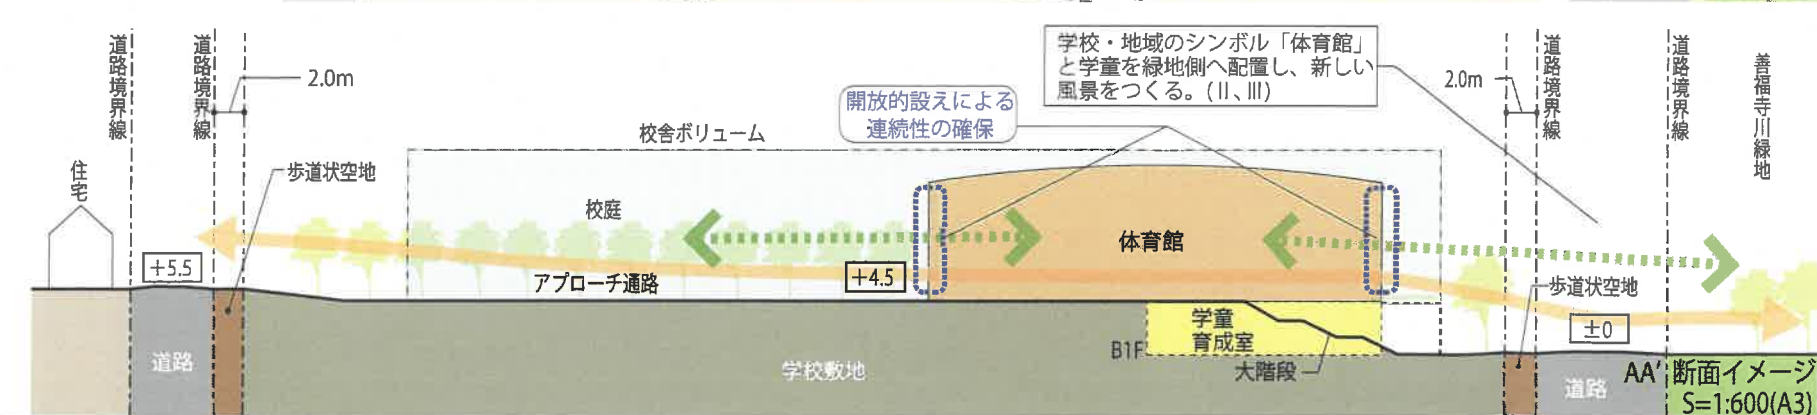 道路境界線
道路境界線
2.0m
学校・地域のシンボル「体育館」
と学童を緑地側へ配置し、新しい
風景をつくる。(Ⅱ、Ⅲ)
2.0m
道路境界線
道路境界線
善福寺川緑地
開放的設えによる
連続性の確保
校舎ボリューム
住宅
歩道状空地
校庭
体育館
+5.5
アプローチ通路
+4.5
歩道状空地
±0
学童
育成室
B1F
大階段
道路
学校敷地
道路
AA' 断面イメージ
S=1:600(A3)